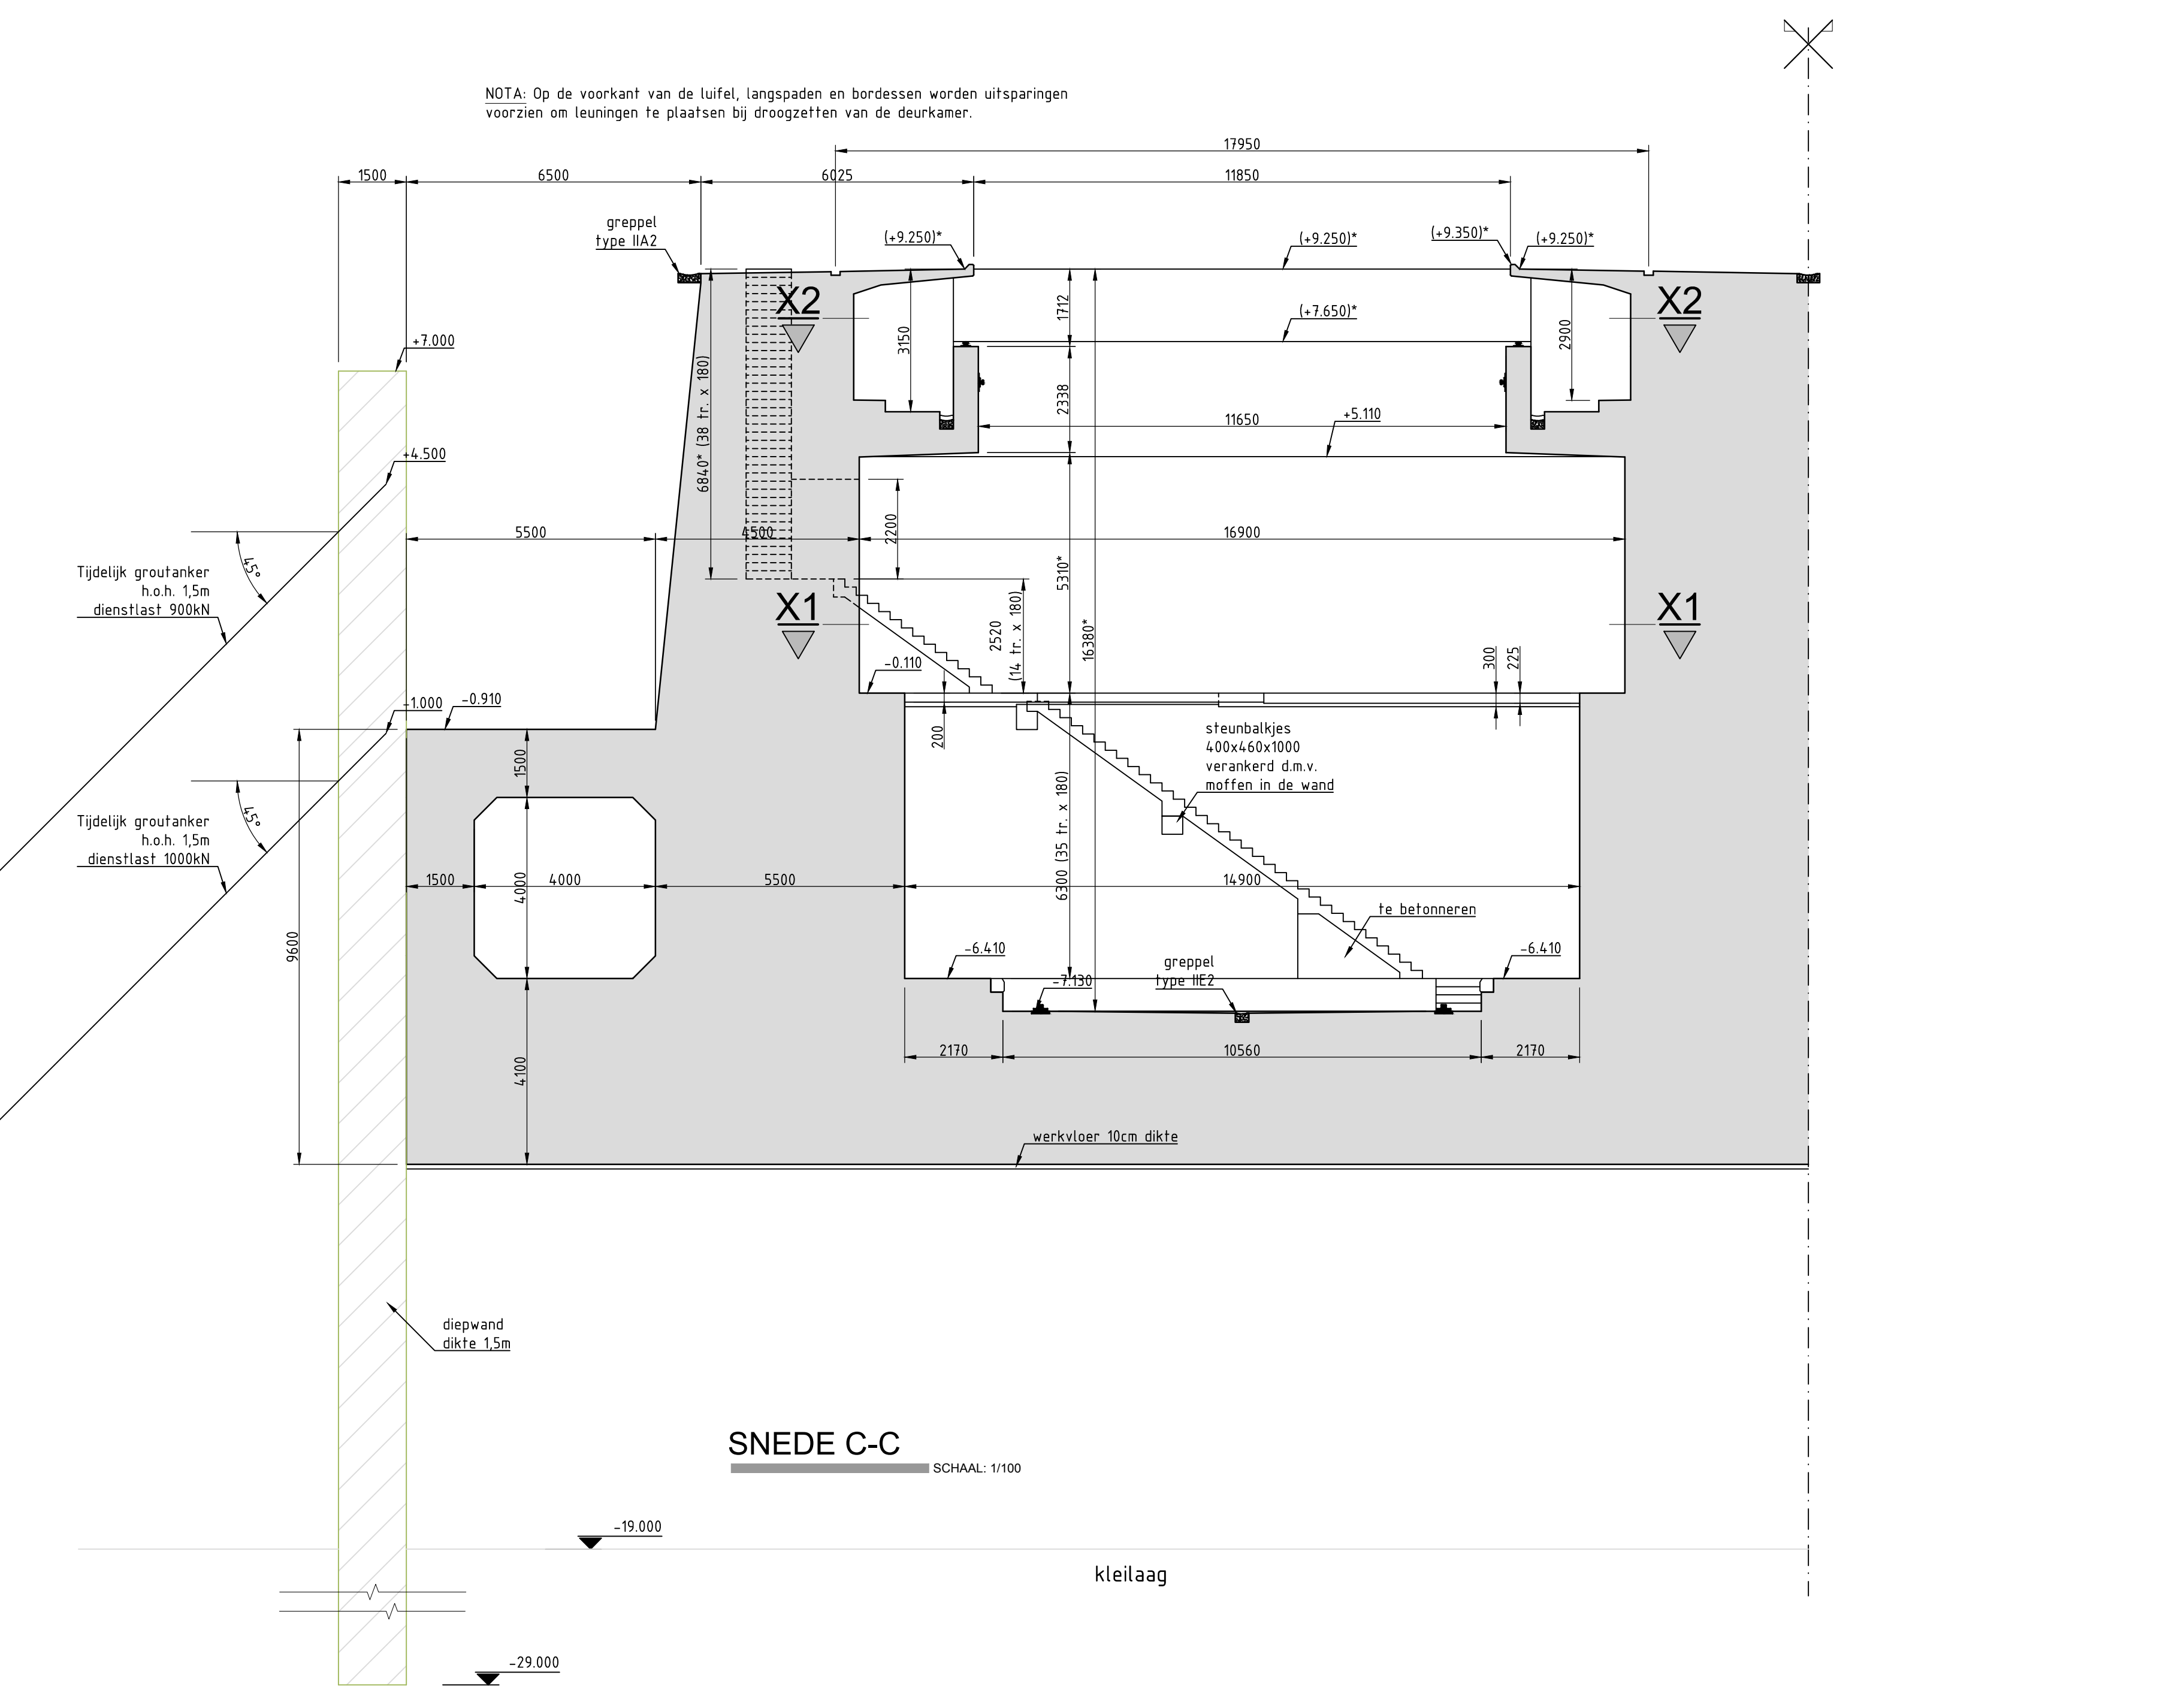 NOTA: Op de voorkant van de luifel, langspaden en bordessen worden uitsparingen
voorzien om leuningen te plaatsen bij droogzetten van de deurkamer.
17950
1500
6500
6025
11850
greppel
type IIA2
(+9.250)*
(+9.250)*
(+9.350)*
(+9.250)*
X2
X2
1712
(+7.650)*
3150
2900
+7.000
6840* (38 tr. x 180)
2338
11650
+5.110
+4.500
5500
4500
2200
16900
45°
Tijdelijk groutanker
h.o.h. 1,5m
dienstlast 900kN
5310*
X1
X1
2520
(14 tr. x 180)
16380*
-0.110
300
225
-1.000
-0.910
200
steunbalkjes
400x460x1000
verankerd d.m.v.
moffen in de wand
1500
45°
Tijdelijk groutanker
h.o.h. 1,5m
dienstlast 1000kN
6300 (35 tr. x 180)
1500
4000
4000
5500
14900
te betonneren
9600
-6.410
-6.410
greppel
type IIE2
-7.130
2170
10560
2170
4100
werkvloer 10cm dikte
diepwand
dikte 1,5m
SNEDE C-C
SCHAAL: 1/100
-19.000
kleilaag
-29.000